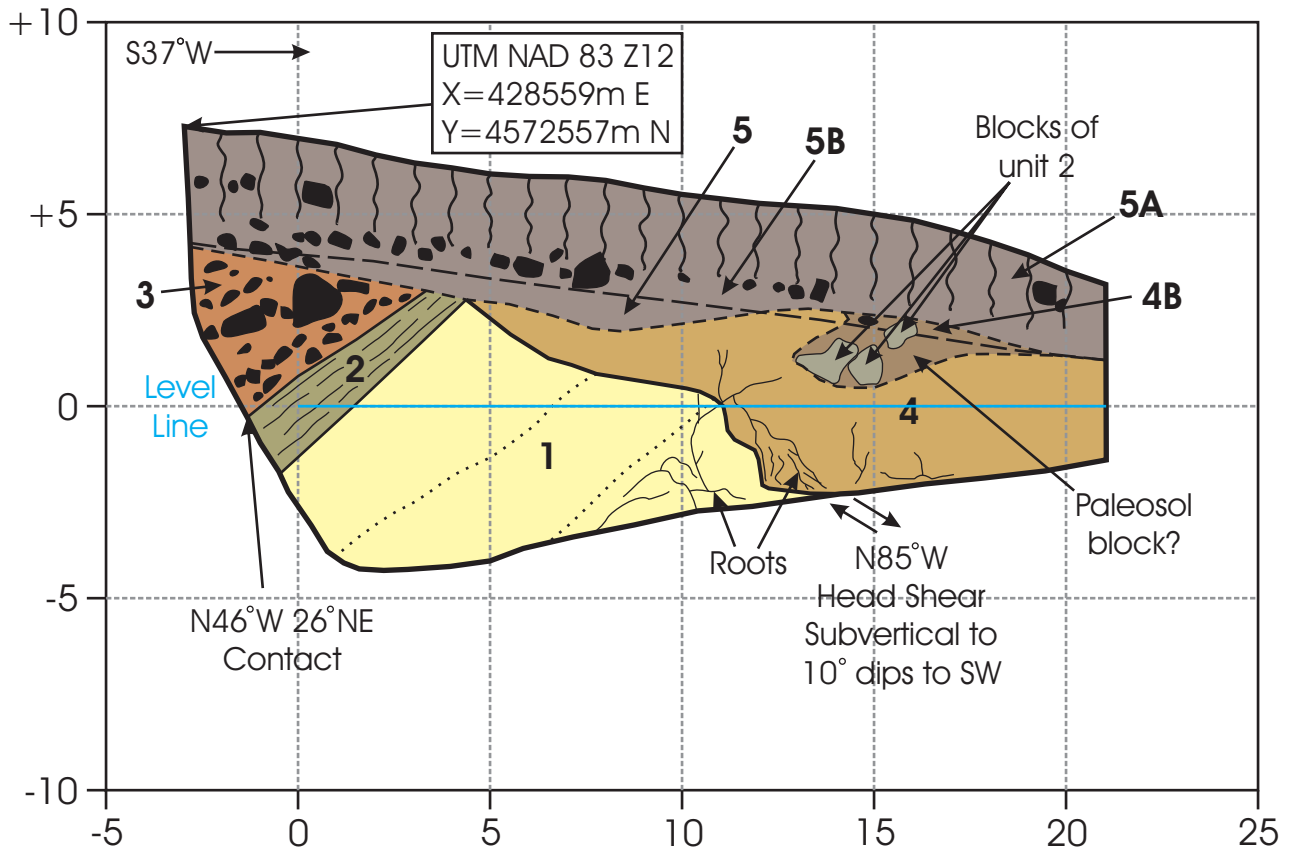 +10
S37°W
UTM NAD 83 Z12
X=428559m E
Y=4572557m N
5
5B
Blocks of
unit 2
5A
+5
3
4B
2
Level
Line
0
4
1
Paleosol
block?
Roots
N85°W
Head Shear
Subvertical to
10° dips to SW
-5
N46°W 26°NE
Contact
-10
-5
0
5
10
15
20
25